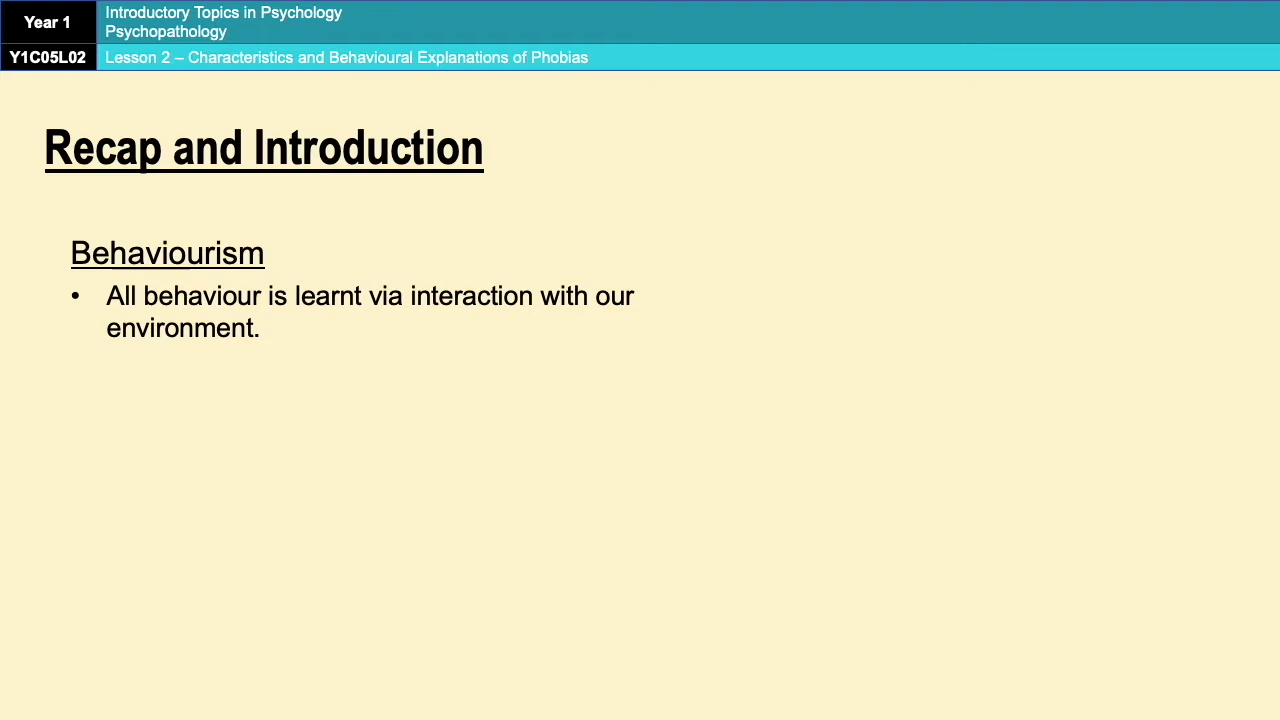 Year 1
Introductory Topics in Psychology
Psychopathology
Y1C05L02
Lesson 2 – Characteristics and Behavioural Explanations of Phobias
Recap and Introduction
Behaviourism
• All behaviour is learnt via interaction with our
environment.